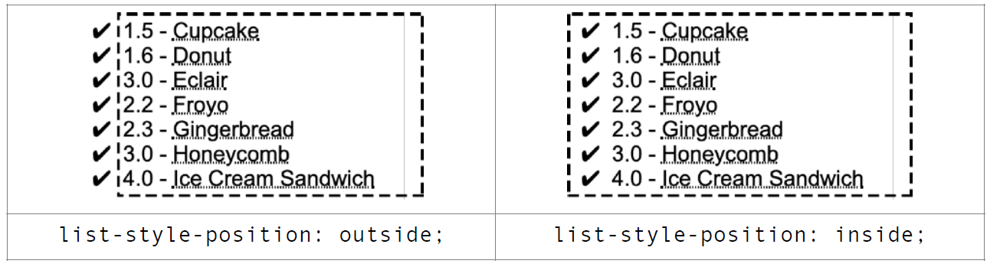 ✔ 1.5 - Cupcake
✔ 1.6 - Donut
✔ 3.0 - Eclair
✔ 2.2 - Froyo
✔ 2.3 - Gingerbread
✔ 3.0 - Honeycomb
✔ 4.0 - Ice Cream Sandwich
list-style-position: outside;
✔ 1.5 - Cupcake
✔ 1.6 - Donut
✔ 3.0 - Eclair
✔ 2.2 - Froyo
✔ 2.3 - Gingerbread
✔ 3.0 - Honeycomb
✔ 4.0 - Ice Cream Sandwich
list-style-position: inside;